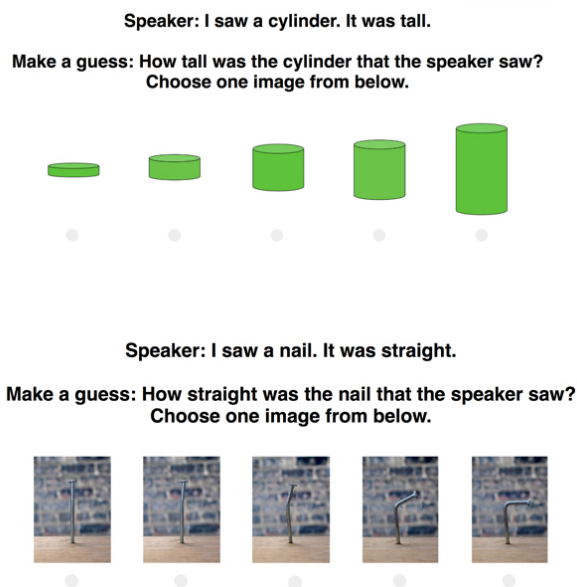 Speaker: I saw a cylinder. It was tall.
Make a guess: How tall was the cylinder that the speaker saw?
Choose one image from below.
Speaker: I saw a nail. It was straight.
Make a guess: How straight was the nail that the speaker saw?
Choose one image from below.